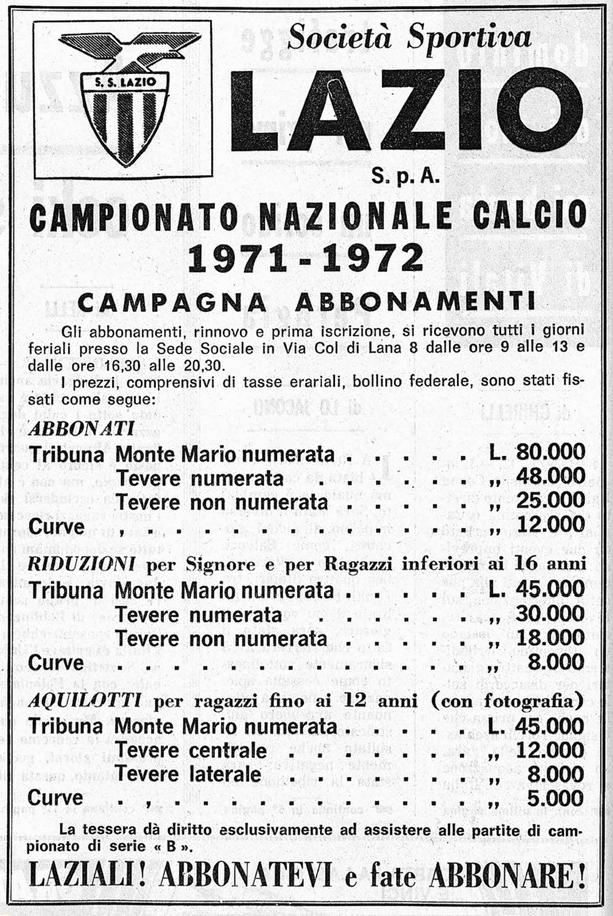 S. S. LAZIO
Società Sportiva
LAZIO
S. p. A.
CAMPIONATO NAZIONALE CALCIO
1971 - 1972
CAMPAGNA ABBONAMENTI
Gli abbonamenti, rinnovo e prima iscrizione, si ricevono tutti i giorni
feriali presso la Sede Sociale in Via Col di Lana 8 dalle ore 9 alle 13 e
dalle ore 16,30 alle 20,30.
I prezzi, comprensivi di tasse erariali, bollino federale, sono stati fis-
sati come segue:
ABBONATI
Tribuna Monte Mario numerata . . . . . L. 80.000
Tevere numerata . . . . . . . „ 48.000
Tevere non numerata . . . . . „ 25.000
Curve . , . . . . . . . . . . . „ 12.000
RIDUZIONI per Signore e per Ragazzi inferiori ai 16 anni
Tribuna Monte Mario numerata . . . . . L. 45.000
Tevere numerata . . . . . . . „ 30.000
Tevere non numerata . . . . . „ 18.000
Curve . . . . . . . . . . . . . „ 8.000
AQUILOTTI per ragazzi fino ai 12 anni (con fotografia)
Tribuna Monte Mario numerata . . . . . L. 45.000
Tevere centrale . . . . . . . „ 12.000
Tevere laterale . . . . . . . „ 8.000
Curve . , . . . . . . . . . . . „ 5.000
La tessera dà diritto esclusivamente ad assistere alle partite di cam-
pionato di serie « B ».
LAZIALI! ABBONATEVI e fate ABBONARE!